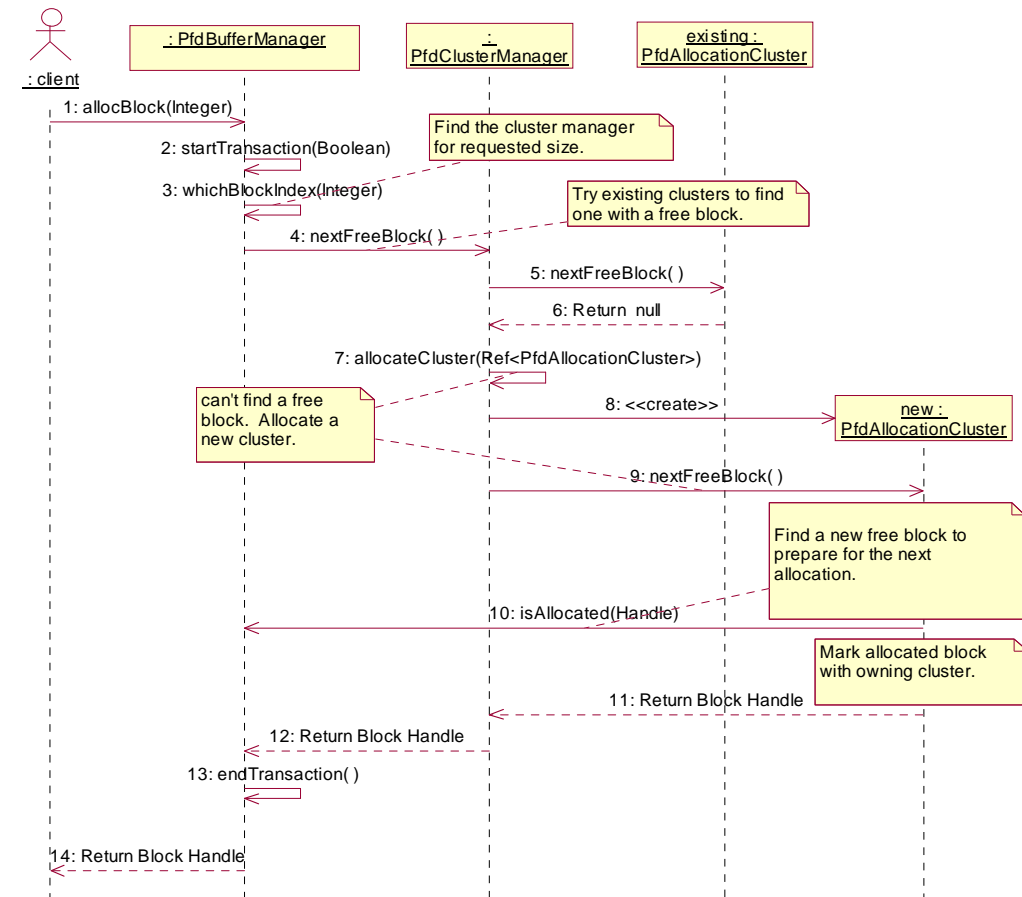 : client
: PfdBufferManager
:
PfdClusterManager
existing :
PfdAllocationCluster
1: allocBlock(Integer)
Find the cluster manager
for requested size.
2: startTransaction(Boolean)
3: whichBlockIndex(Integer)
Try existing clusters to find
one with a free block.
4: nextFreeBlock( )
5: nextFreeBlock( )
6: Return null
7: allocateCluster(Ref<PfdAllocationCluster>)
can't find a free
block. Allocate a
new cluster.
8: <<create>>
new :
PfdAllocationCluster
9: nextFreeBlock( )
Find a new free block to
prepare for the next
allocation.
10: isAllocated(Handle)
Mark allocated block
with owning cluster.
11: Return Block Handle
12: Return Block Handle
13: endTransaction( )
14: Return Block Handle